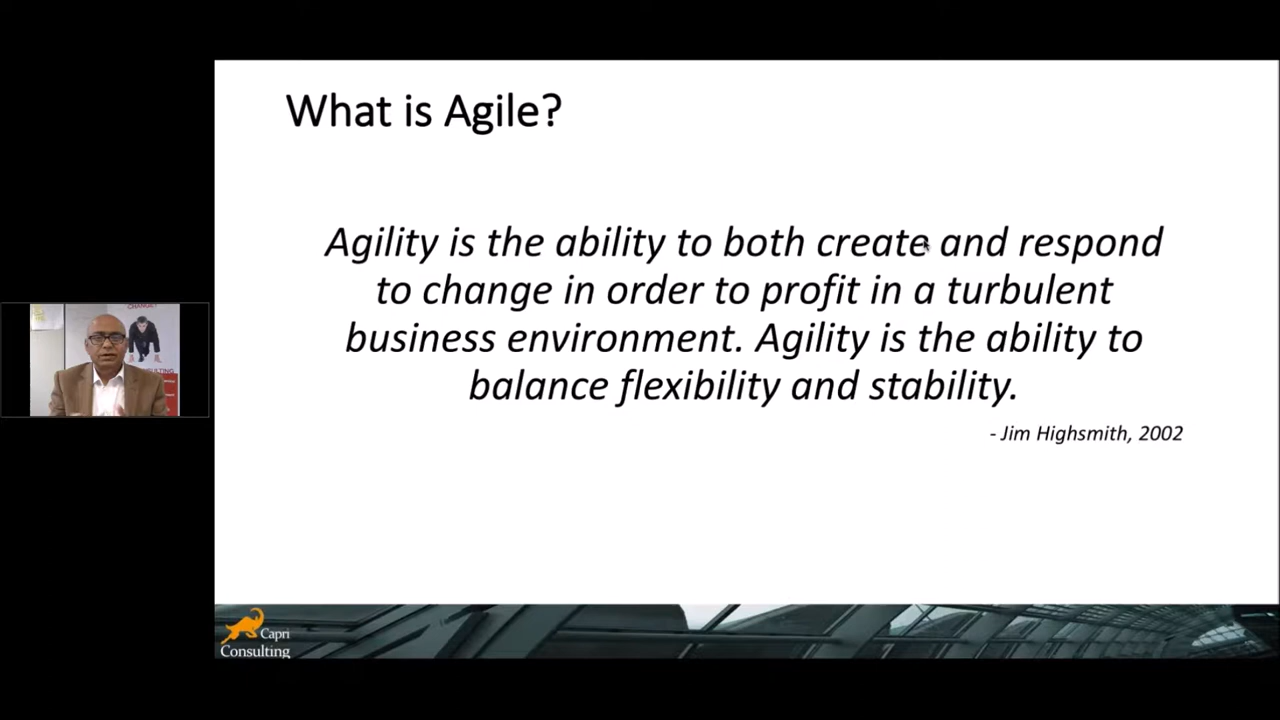 What is Agile?
Agility is the ability to both create and respond
to change in order to profit in a turbulent
business environment. Agility is the ability to
balance flexibility and stability.
- Jim Highsmith, 2002
CHANGE?
Capri
Consulting